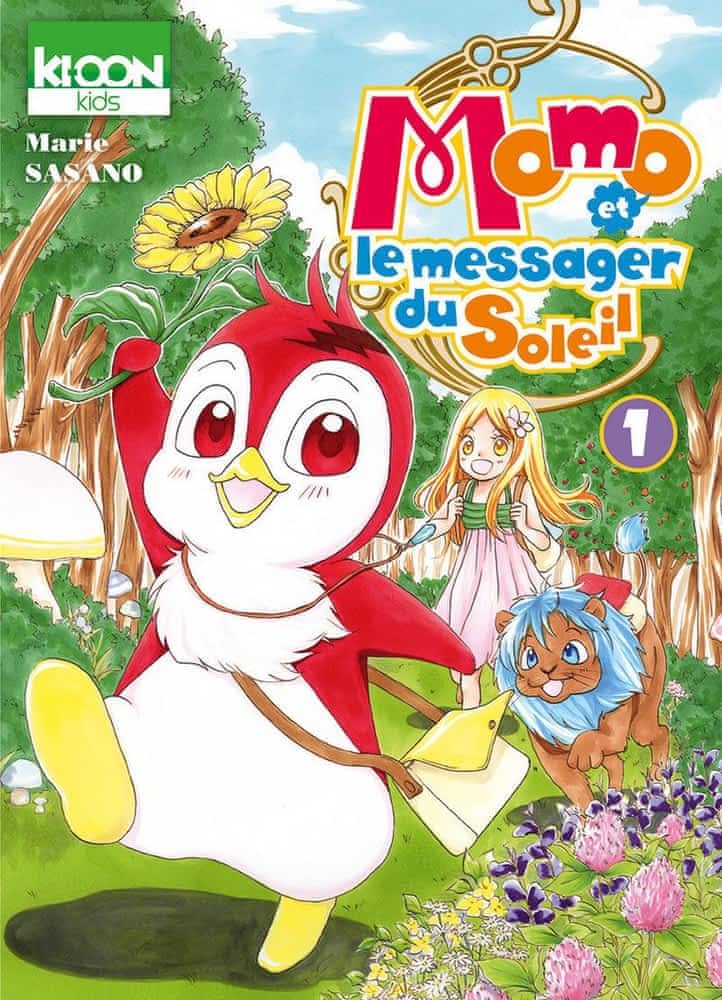 KI-OON
kids
Marie
SASANO
Momo
et
le messager
du Soleil
1